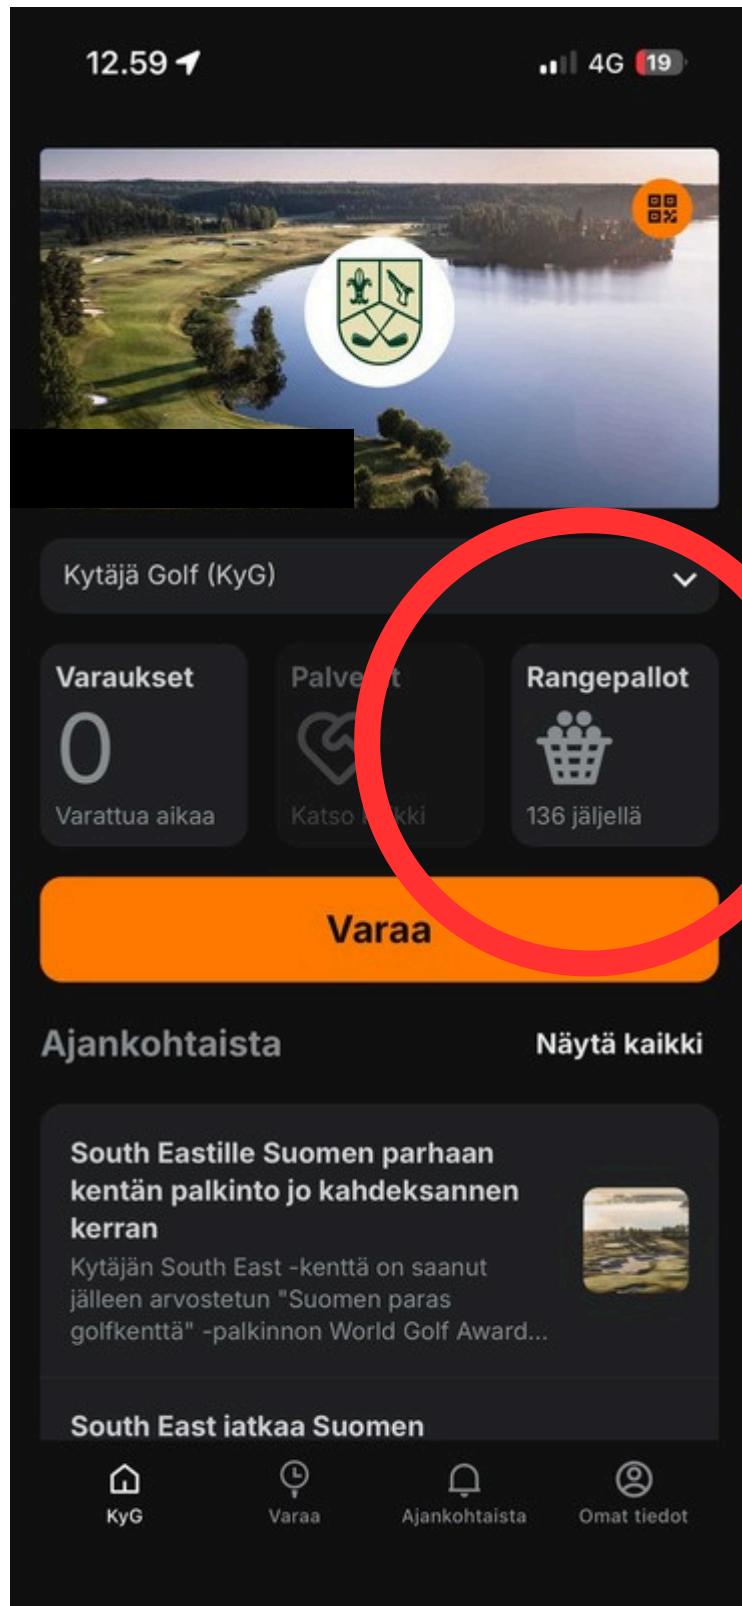 12.59
4G 19
Kytäjä Golf (KyG)
Varaukset
0
Varattua aikaa
Katso
Rangepallot
136 jäljellä
Varaa
Ajankohtaista
Näytä kaikki
South Eastille Suomen parhaan
kentän palkinto jo kahdeksannen
kerran
Kytäjän South East -kenttä on saanut
jälleen arvostetun "Suomen paras
golfkenttä" -palkinnon World Golf Award...
South East jatkaa Suomen
KyG
Varaa
Ajankohtaista
Omat tiedot